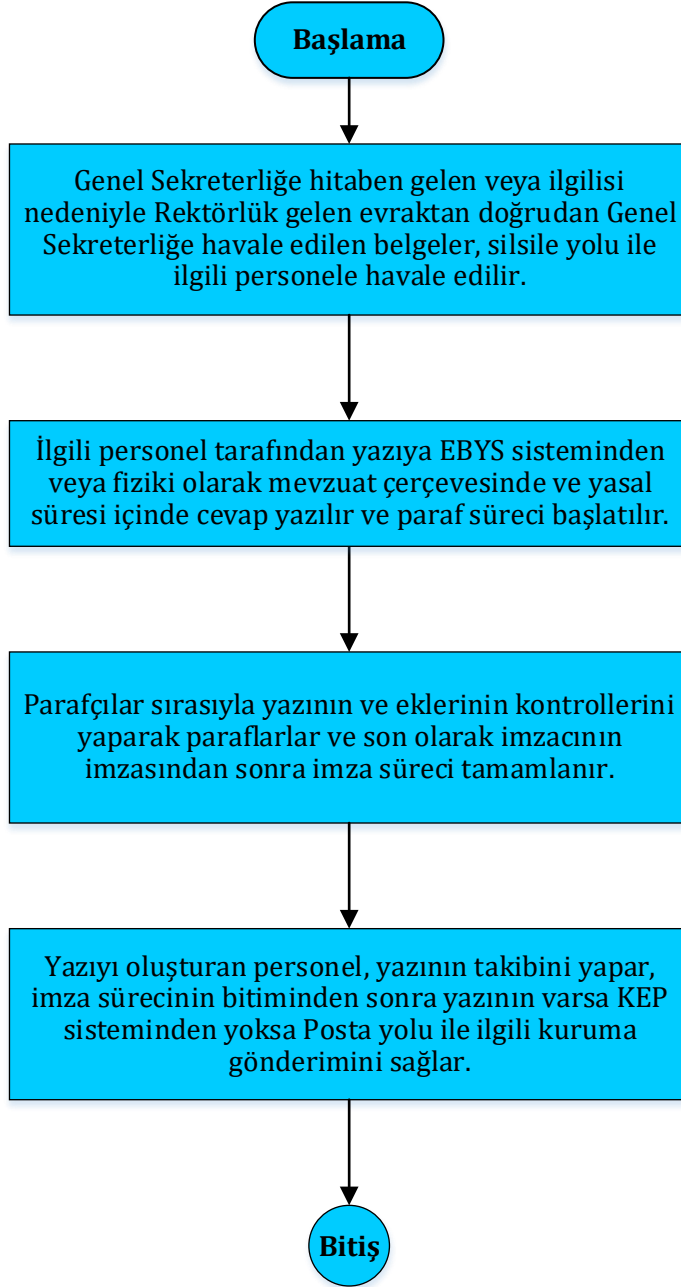 Başlama
Genel Sekreterliğe hitaben gelen veya ilgilisi
nedeniyle Rektörlük gelen evraktan doğrudan Genel
Sekreterliğe havale edilen belgeler, silsile yolu ile
ilgili personele havale edilir.
İlgili personel tarafından yazıya EBYS sisteminden
veya fiziki olarak mevzuat çerçevesinde ve yasal
süresi içinde cevap yazılır ve paraf süreci başlatılır.
Parafçılar sırasıyla yazının ve eklerinin kontrollerini
yaparak paraflarlar ve son olarak imzacının
imzasından sonra imza süreci tamamlanır.
Yazıyı oluşturan personel, yazının takibini yapar,
imza sürecinin bitiminden sonra yazının varsa KEP
sisteminden yoksa Posta yolu ile ilgili kuruma
gönderimini sağlar.
Bitiş